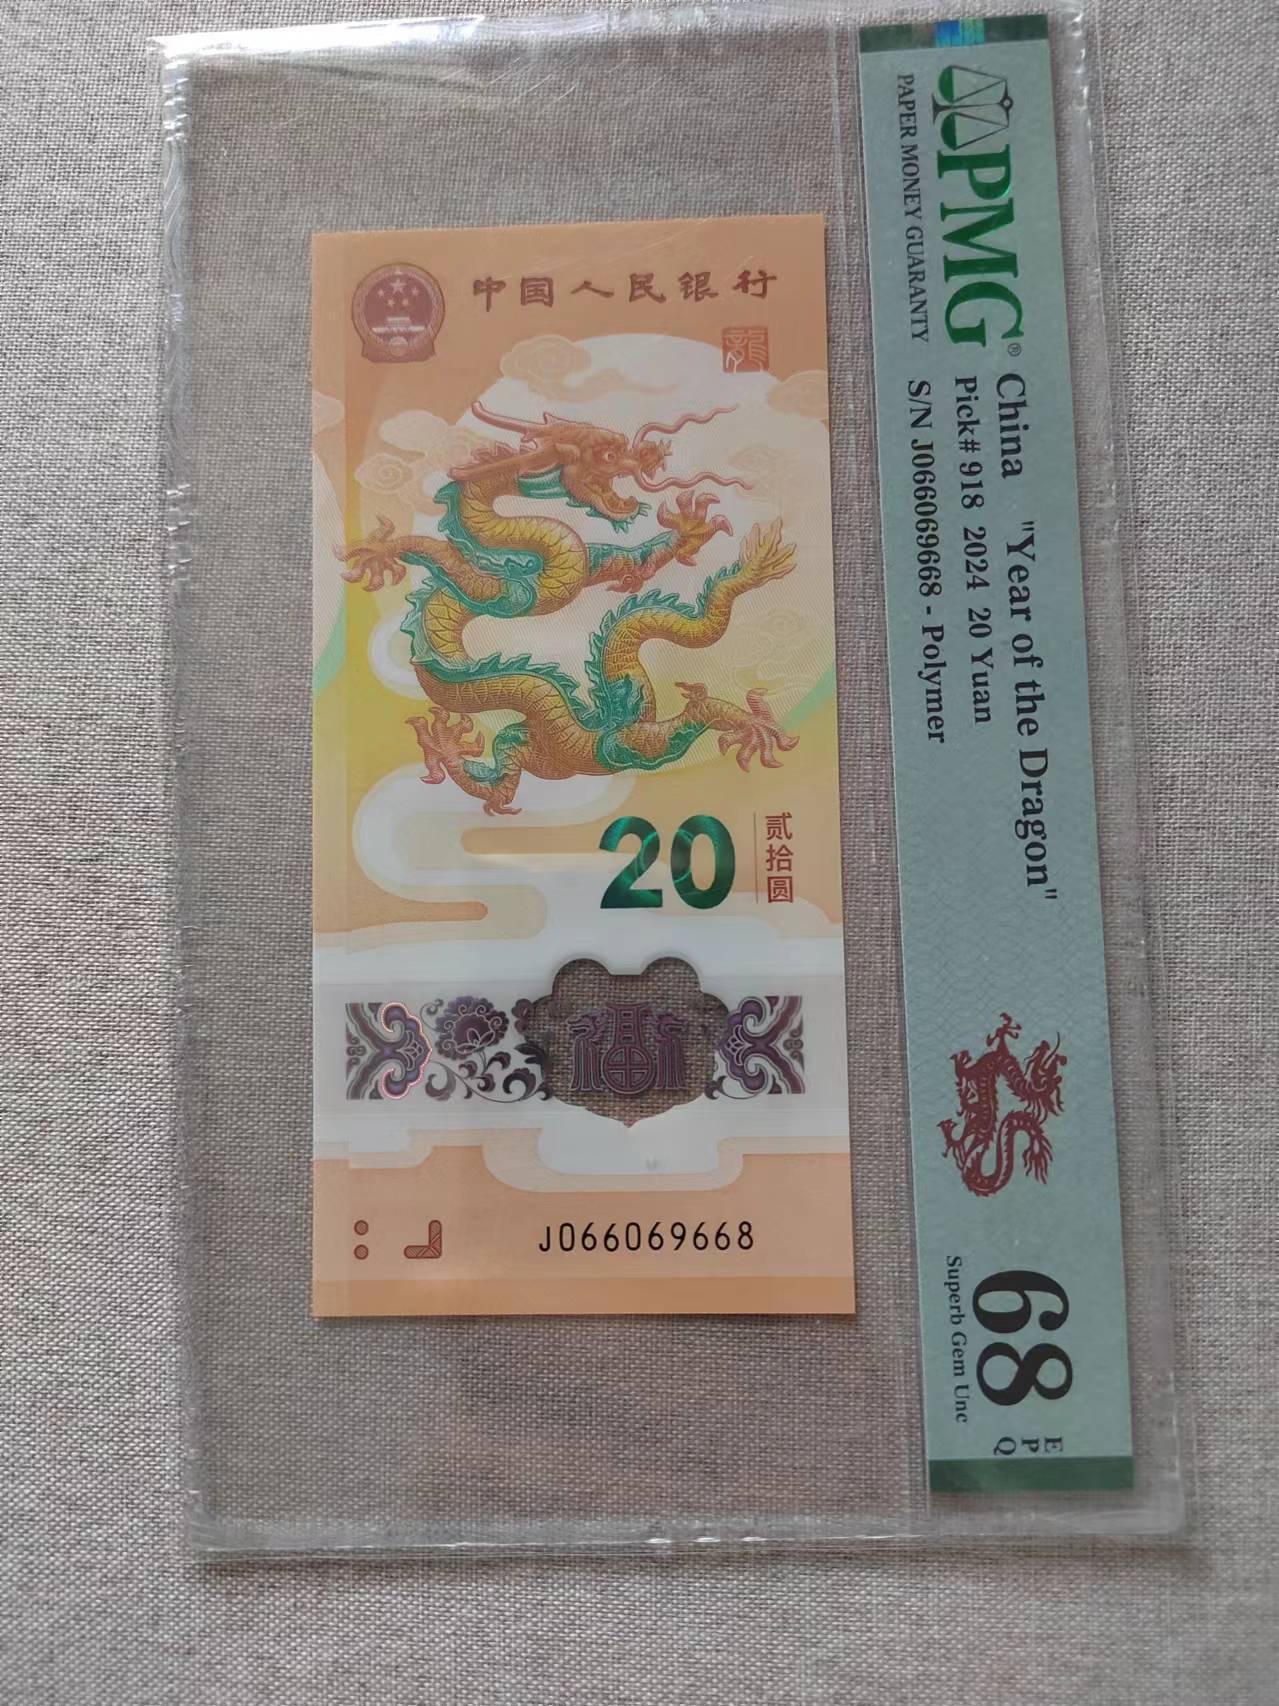 中国人民银行
龍
20
贰拾圆
福
J066069668
PMG®
PAPER MONEY GUARANTY
China "Year of the Dragon"
Pick# 918 2024 20 Yuan
S/N J066069668 - Polymer
68
Superb Gem Unc
EPQ